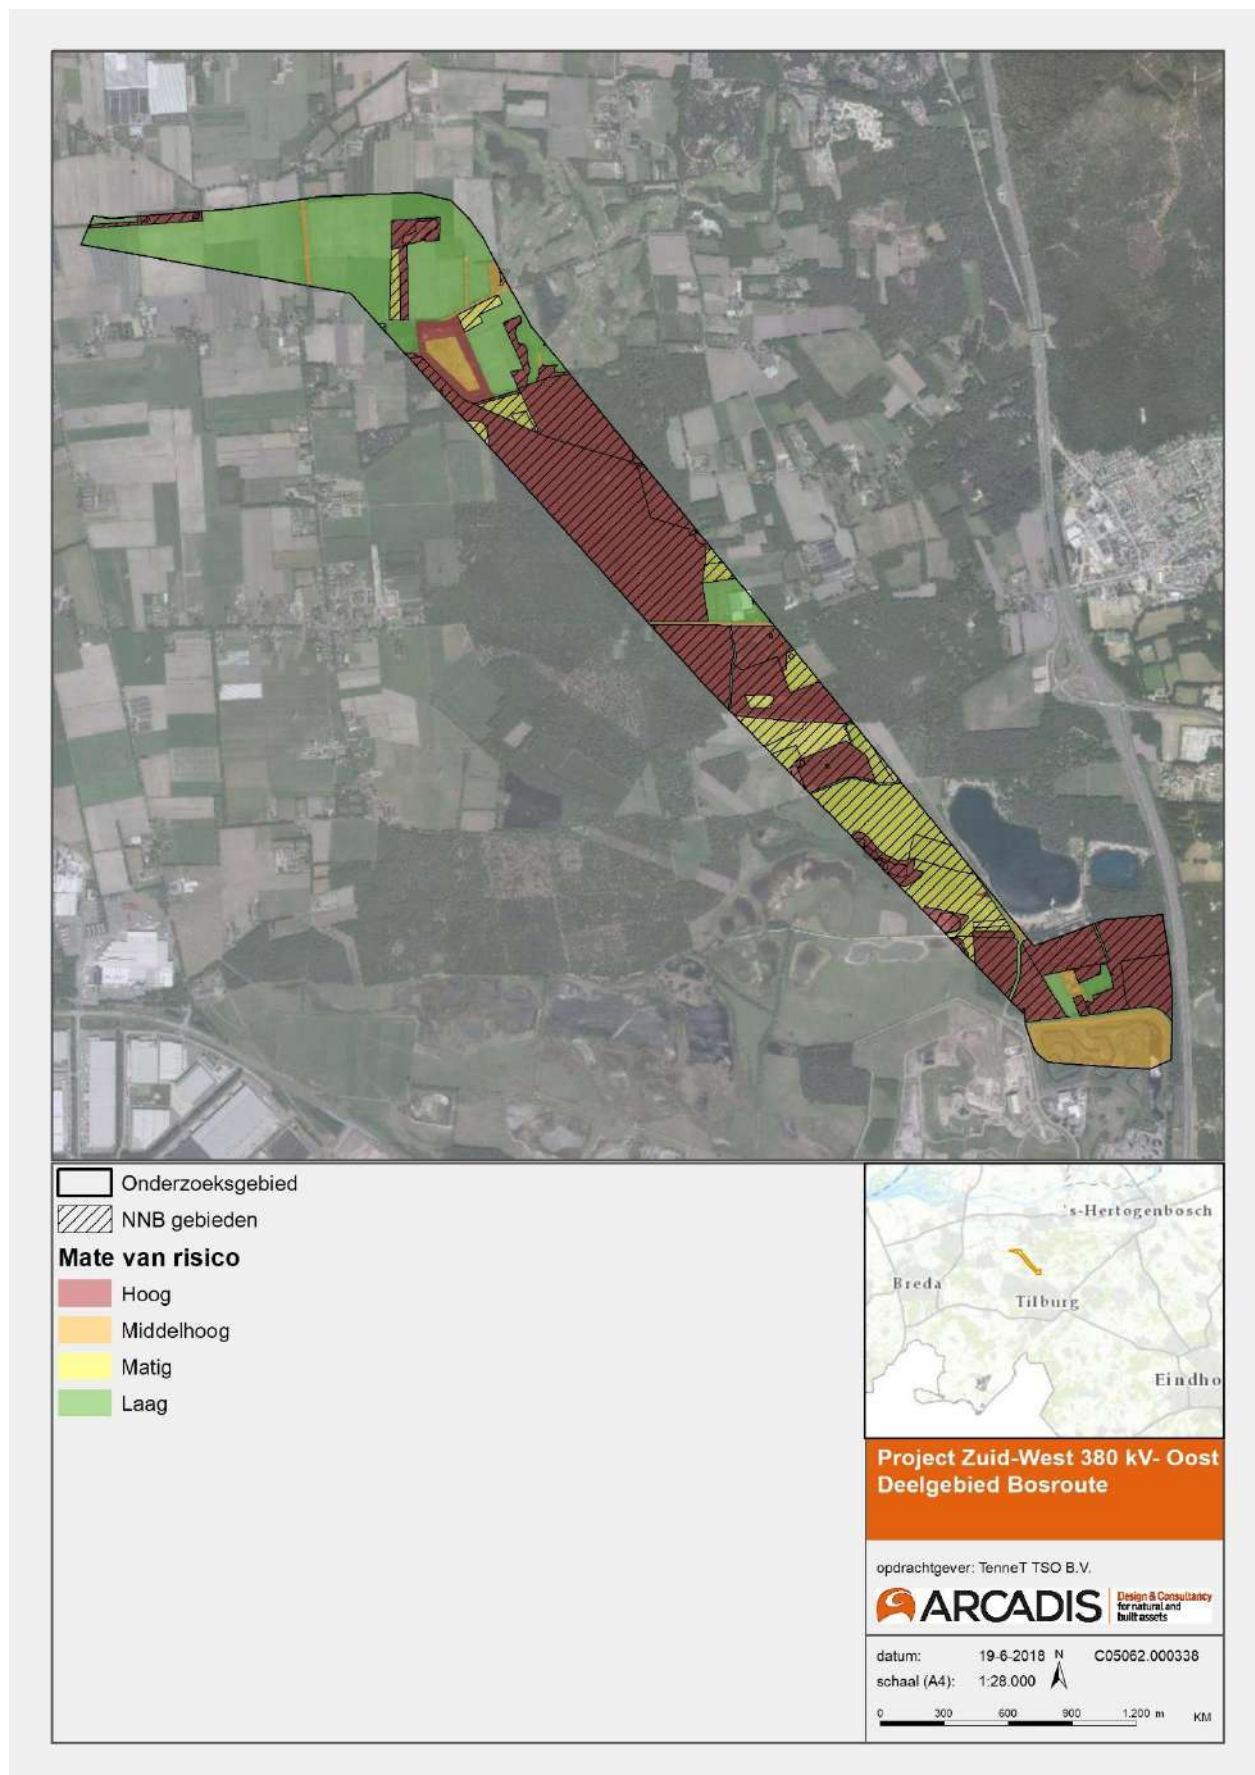 Onderzoeksgebied
NNB gebieden
Mate van risico
Hoog
Middelhoog
Matig
Laag
's-Hertogenbosch
Breda
Tilburg
Eindho
Project Zuid-West 380 kV- Oost
Deelgebied Bosroute
opdrachtgever: TenneT TSO B.V.
ARCADIS
Design & Consultancy
for natural and
built assets
datum: 19-6-2018 N C05062.000338
schaal (A4): 1:28.000
0 300 600 900 1.200 m KM